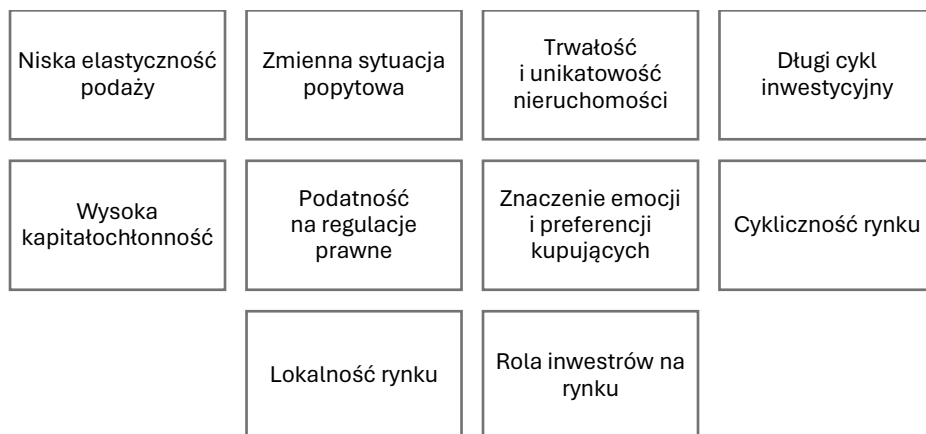 Niska elastyczność
podaży
Zmienna sytuacja
popytowa
Trwałość
i unikatowość
nieruchomości
Długi cykl
inwestycyjny
Wysoka
kapitałochłonność
Podatność
na regulacje
prawne
Znaczenie emocji
i preferencji
kupujących
Cykliczność rynku
Lokalność rynku
Rola inwestrów na
rynku